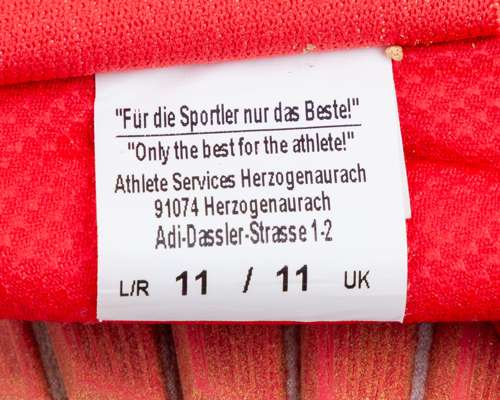 "Für die Sportler nur das Beste!"
"Only the best for the athlete!"
Athlete Services Herzogenaurach
91074 Herzogenaurach
Adi-Dassler-Strasse 1-2
L/R 11 / 11 UK